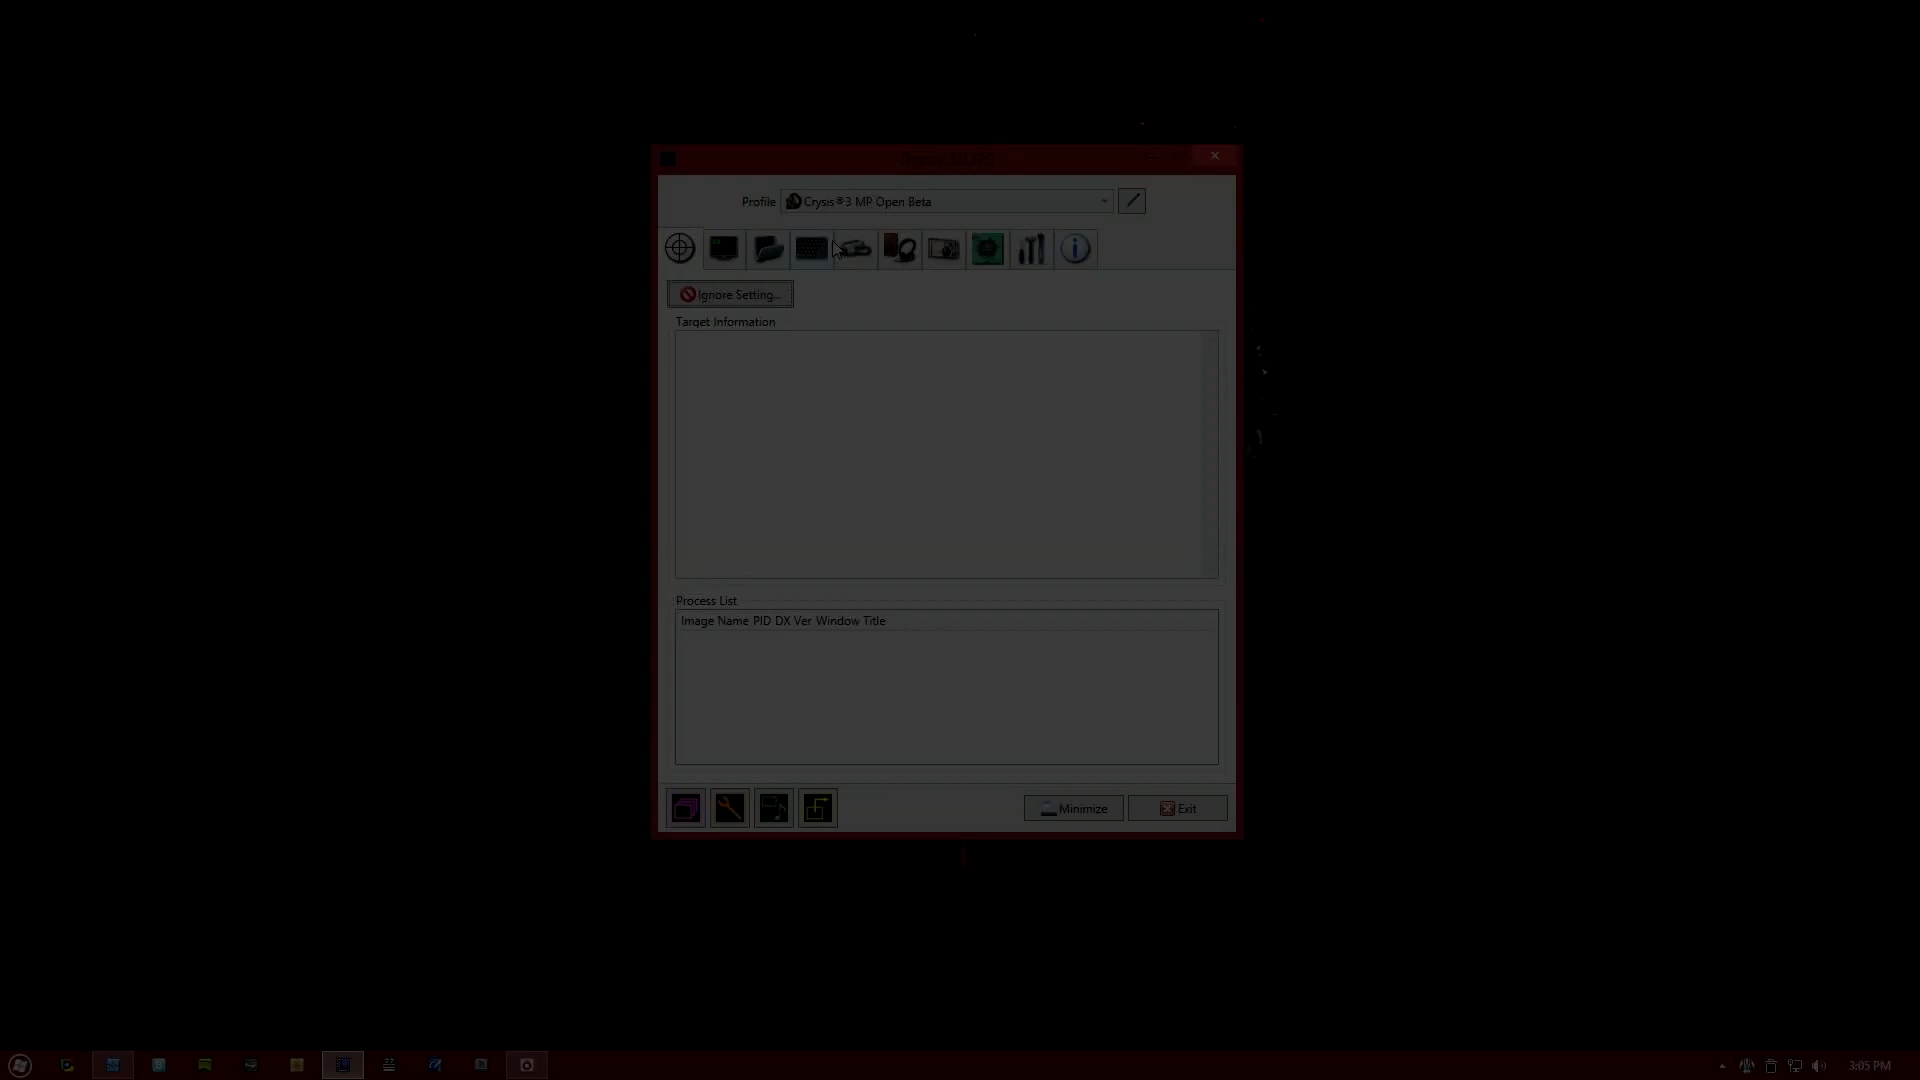 Profile Crysis®3 MP Open Beta
Ignore Setting...
Target Information
Process List
Image Name PID DX Ver Window Title
Minimize Exit
3:05 PM